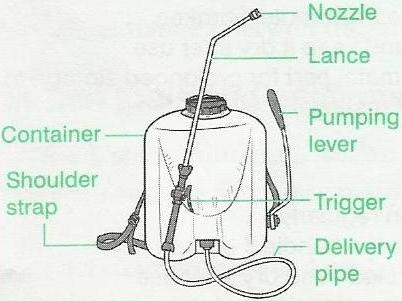 Nozzle
Lance
Pumping
lever
Container
Shoulder
strap
Trigger
Delivery
pipe